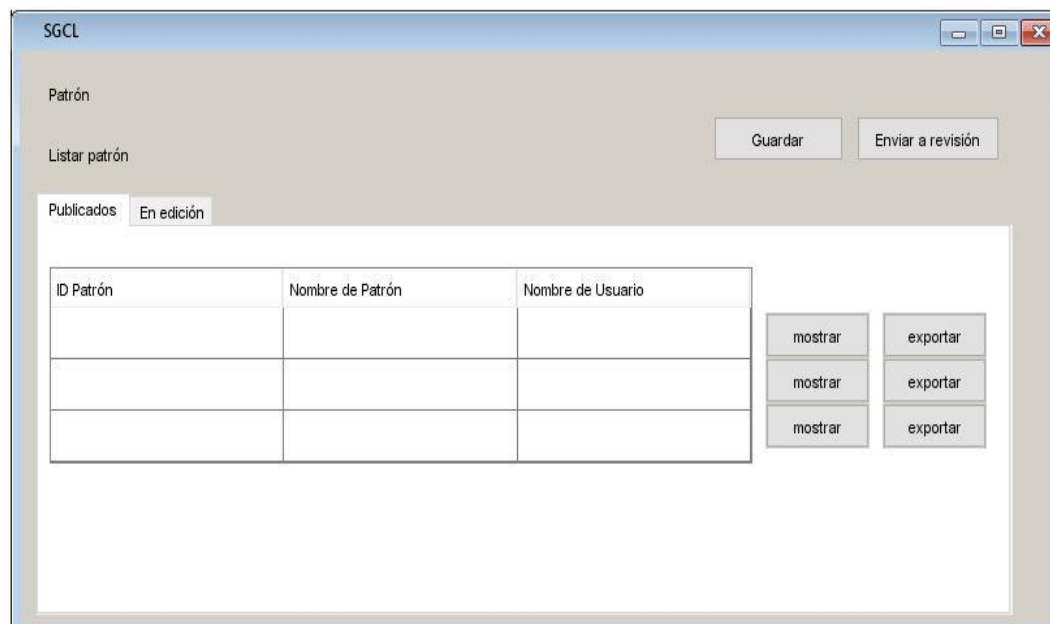 SGCL
Patrón
Guardar Enviar a revisión
Listar patrón
Publicados En edición
ID Patrón Nombre de Patrón Nombre de Usuario
mostrar exportar
mostrar exportar
mostrar exportar